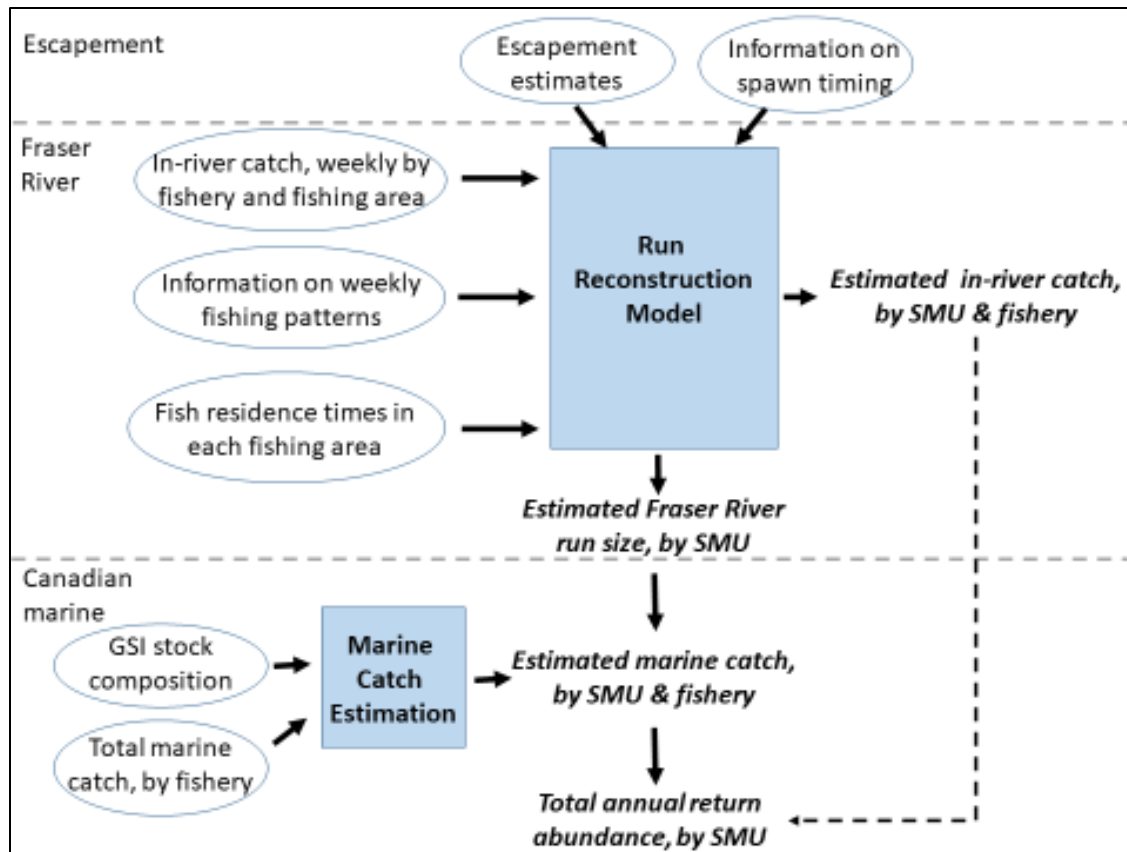 Escapement
Escapement
estimates
Information on
spawn timing
Fraser
River
In-river catch, weekly by
fishery and fishing area
Information on weekly
fishing patterns
Fish residence times in
each fishing area
Run
Reconstruction
Model
Estimated in-river catch,
by SMU & fishery
Estimated Fraser River
run size, by SMU
Canadian
marine
GSI stock
composition
Total marine
catch, by fishery
Marine
Catch
Estimation
Estimated marine catch,
by SMU & fishery
Total annual return
abundance, by SMU